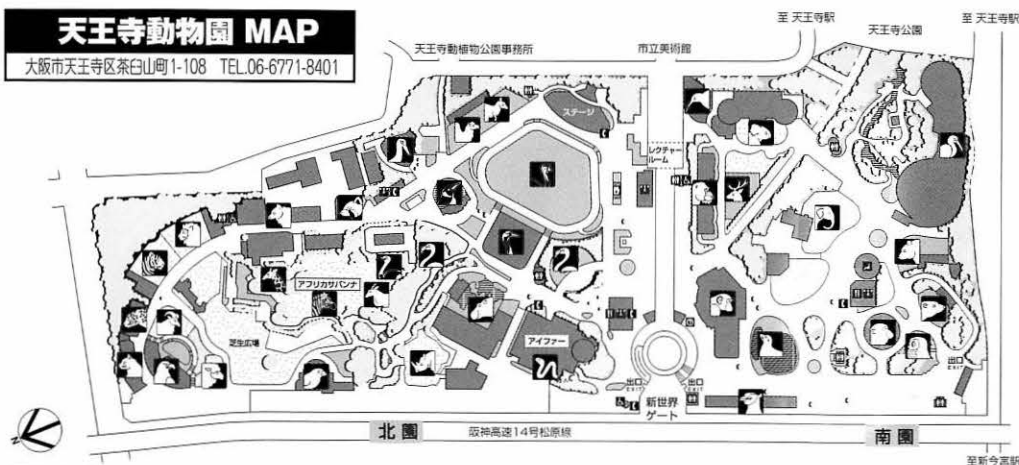 天王寺動物園 MAP
大阪市天王寺区茶臼山町1-108 TEL.06-6771-8401
天王寺動植物公園事務所
市立美術館
至 天王寺駅
天王寺公園
至 天王寺駅
ステージ
レクチャー
ルーム
アフリカサバンナ
芝生広場
アイファー
出口
EXIT
出口
EXIT
新世界
ゲート
北園
阪神高速14号松原線
南園
至新今宮駅